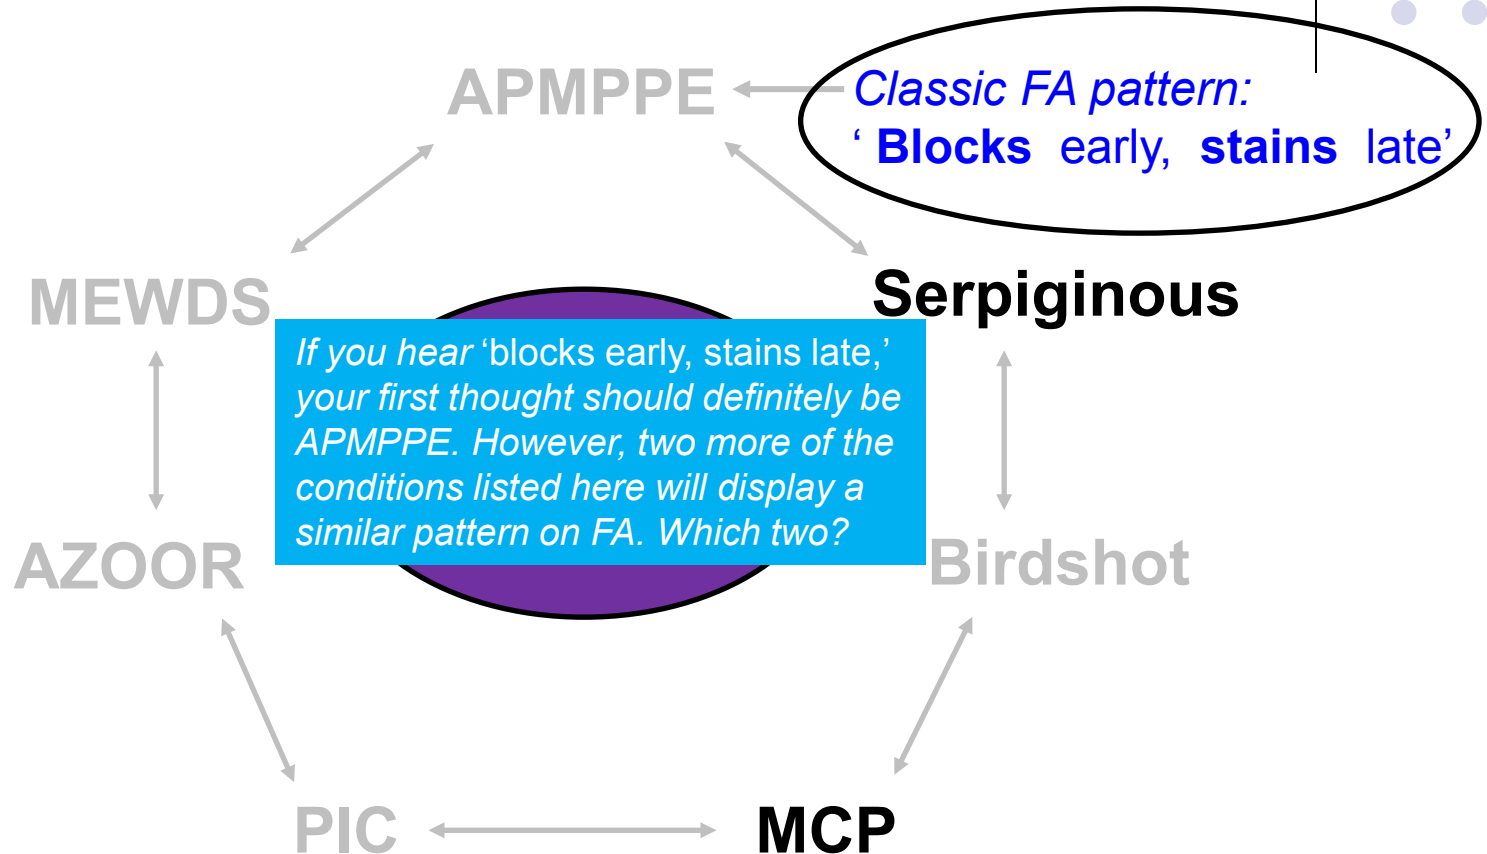 APMPPE
Classic FA pattern:
‘ Blocks early, stains late’
MEWDS
Serpiginous
If you hear ‘blocks early, stains late,’
your first thought should definitely be
APMPPE. However, two more of the
conditions listed here will display a
similar pattern on FA. Which two?
AZOOR
Birdshot
PIC
MCP